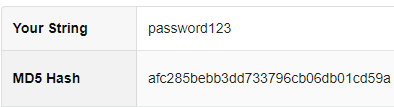 Your String password123
MD5 Hash afc285bebb3dd733796cb06db01cd59a